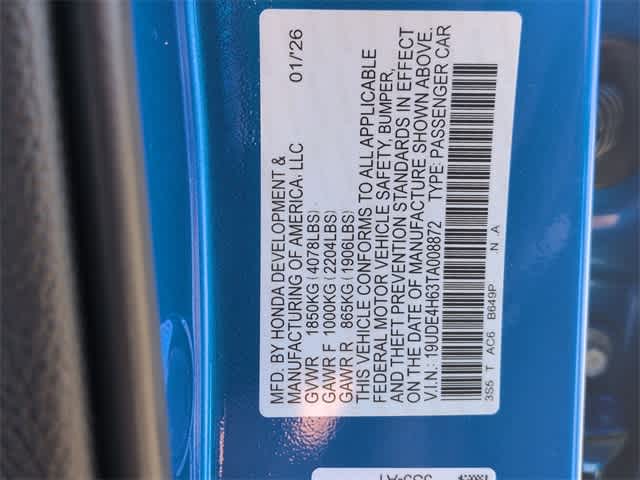 MFD. BY HONDA DEVELOPMENT & 01/26
MANUFACTURING OF AMERICA, LLC
GVWR 1850KG(4078LBS)
GAWR F 1000KG(2204LBS)
GAWR R 865KG(1906LBS)
THIS VEHICLE CONFORMS TO ALL APPLICABLE
FEDERAL MOTOR VEHICLE SAFETY, BUMPER,
AND THEFT PREVENTION STANDARDS IN EFFECT
ON THE DATE OF MANUFACTURE SHOWN ABOVE.
V.I.N.: 19UDE4H63TA008872 TYPE: PASSENGER CAR
3S5 T AC6 B649P N A